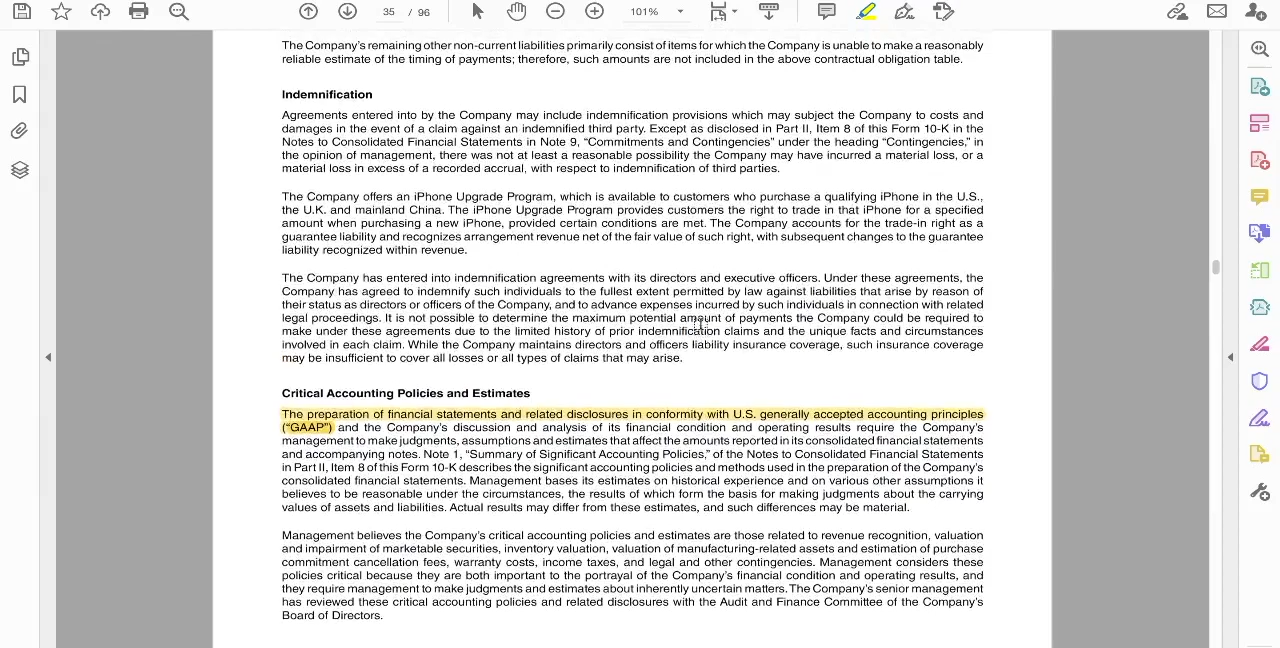 35 / 96
101%
The Company's remaining other non-current liabilities primarily consist of items for which the Company is unable to make a reasonably
reliable estimate of the timing of payments; therefore, such amounts are not included in the above contractual obligation table.
Indemnification
Agreements entered into by the Company may include indemnification provisions which may subject the Company to costs and
damages in the event of a claim against an indemnified third party. Except as disclosed in Part II, Item 8 of this Form 10-K in the
Notes to Consolidated Financial Statements in Note 9, “Commitments and Contingencies” under the heading “Contingencies,” in
the opinion of management, there was not at least a reasonable possibility the Company may have incurred a material loss, or a
material loss in excess of a recorded accrual, with respect to indemnification of third parties.
The Company offers an iPhone Upgrade Program, which is available to customers who purchase a qualifying iPhone in the U.S.,
the U.K. and mainland China. The iPhone Upgrade Program provides customers the right to trade in that iPhone for a specified
amount when purchasing a new iPhone, provided certain conditions are met. The Company accounts for the trade-in right as a
guarantee liability and recognizes arrangement revenue net of the fair value of such right, with subsequent changes to the guarantee
liability recognized within revenue.
The Company has entered into indemnification agreements with its directors and executive officers. Under these agreements, the
Company has agreed to indemnify such individuals to the fullest extent permitted by law against liabilities that arise by reason of
their status as directors or officers of the Company, and to advance expenses incurred by such individuals in connection with related
legal proceedings. It is not possible to determine the maximum potential amount of payments the Company could be required to
make under these agreements due to the limited history of prior indemnification claims and the unique facts and circumstances
involved in each claim. While the Company maintains directors and officers liability insurance coverage, such insurance coverage
may be insufficient to cover all losses or all types of claims that may arise.
Critical Accounting Policies and Estimates
The preparation of financial statements and related disclosures in conformity with U.S. generally accepted accounting principles
(“GAAP”) and the Company's discussion and analysis of its financial condition and operating results require the Company's
management to make judgments, assumptions and estimates that affect the amounts reported in its consolidated financial statements
and accompanying notes. Note 1, “Summary of Significant Accounting Policies,” of the Notes to Consolidated Financial Statements
in Part II, Item 8 of this Form 10-K describes the significant accounting policies and methods used in the preparation of the Company's
consolidated financial statements. Management bases its estimates on historical experience and on various other assumptions it
believes to be reasonable under the circumstances, the results of which form the basis for making judgments about the carrying
values of assets and liabilities. Actual results may differ from these estimates, and such differences may be material.
Management believes the Company's critical accounting policies and estimates are those related to revenue recognition, valuation
and impairment of marketable securities, inventory valuation, valuation of manufacturing-related assets and estimation of purchase
commitment cancellation fees, warranty costs, income taxes, and legal and other contingencies. Management considers these
policies critical because they are both important to the portrayal of the Company's financial condition and operating results, and
they require management to make judgments and estimates about inherently uncertain matters. The Company's senior management
has reviewed these critical accounting policies and related disclosures with the Audit and Finance Committee of the Company's
Board of Directors.